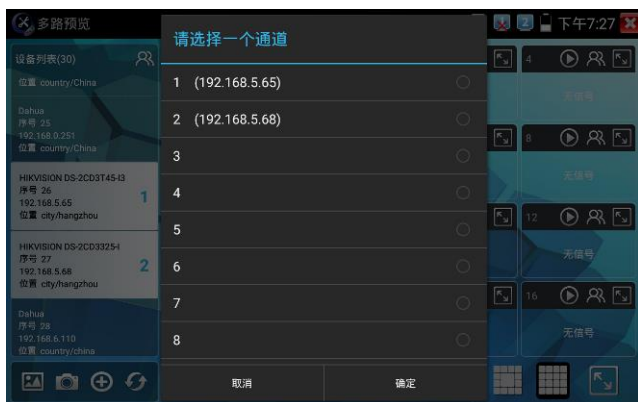 多路预览
2
下午7:27
设备列表(30)
位置 country/China
Dahua
序号 25
192.168.0.251
位置 country/China
HIKVISION DS-2CD3T45-I3
序号 26
192.168.5.65
位置 city/hangzhou
1
HIKVISION DS-2CD3325-I
序号 27
192.168.5.68
位置 city/hangzhou
2
Dahua
序号 28
192.168.6.110
位置 country/china
请选择一个通道
1 (192.168.5.65)
2 (192.168.5.68)
3
4
5
6
7
8
取消
确定
4
无信号
8
无信号
12
无信号
16
无信号